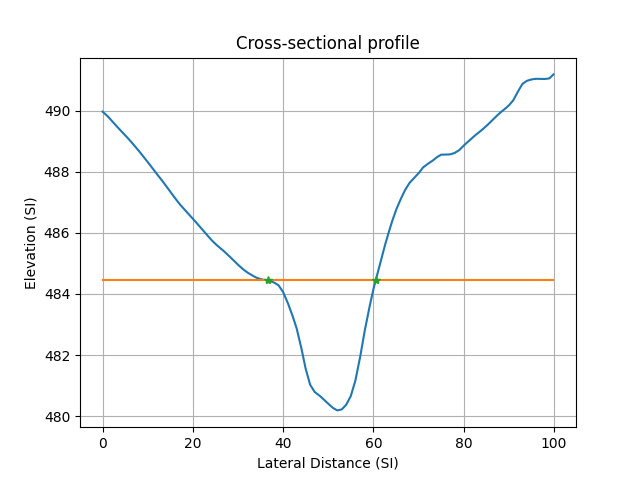 Cross-sectional profile
Elevation (SI)
490
488
486
484
482
480
0 20 40 60 80 100
Lateral Distance (SI)